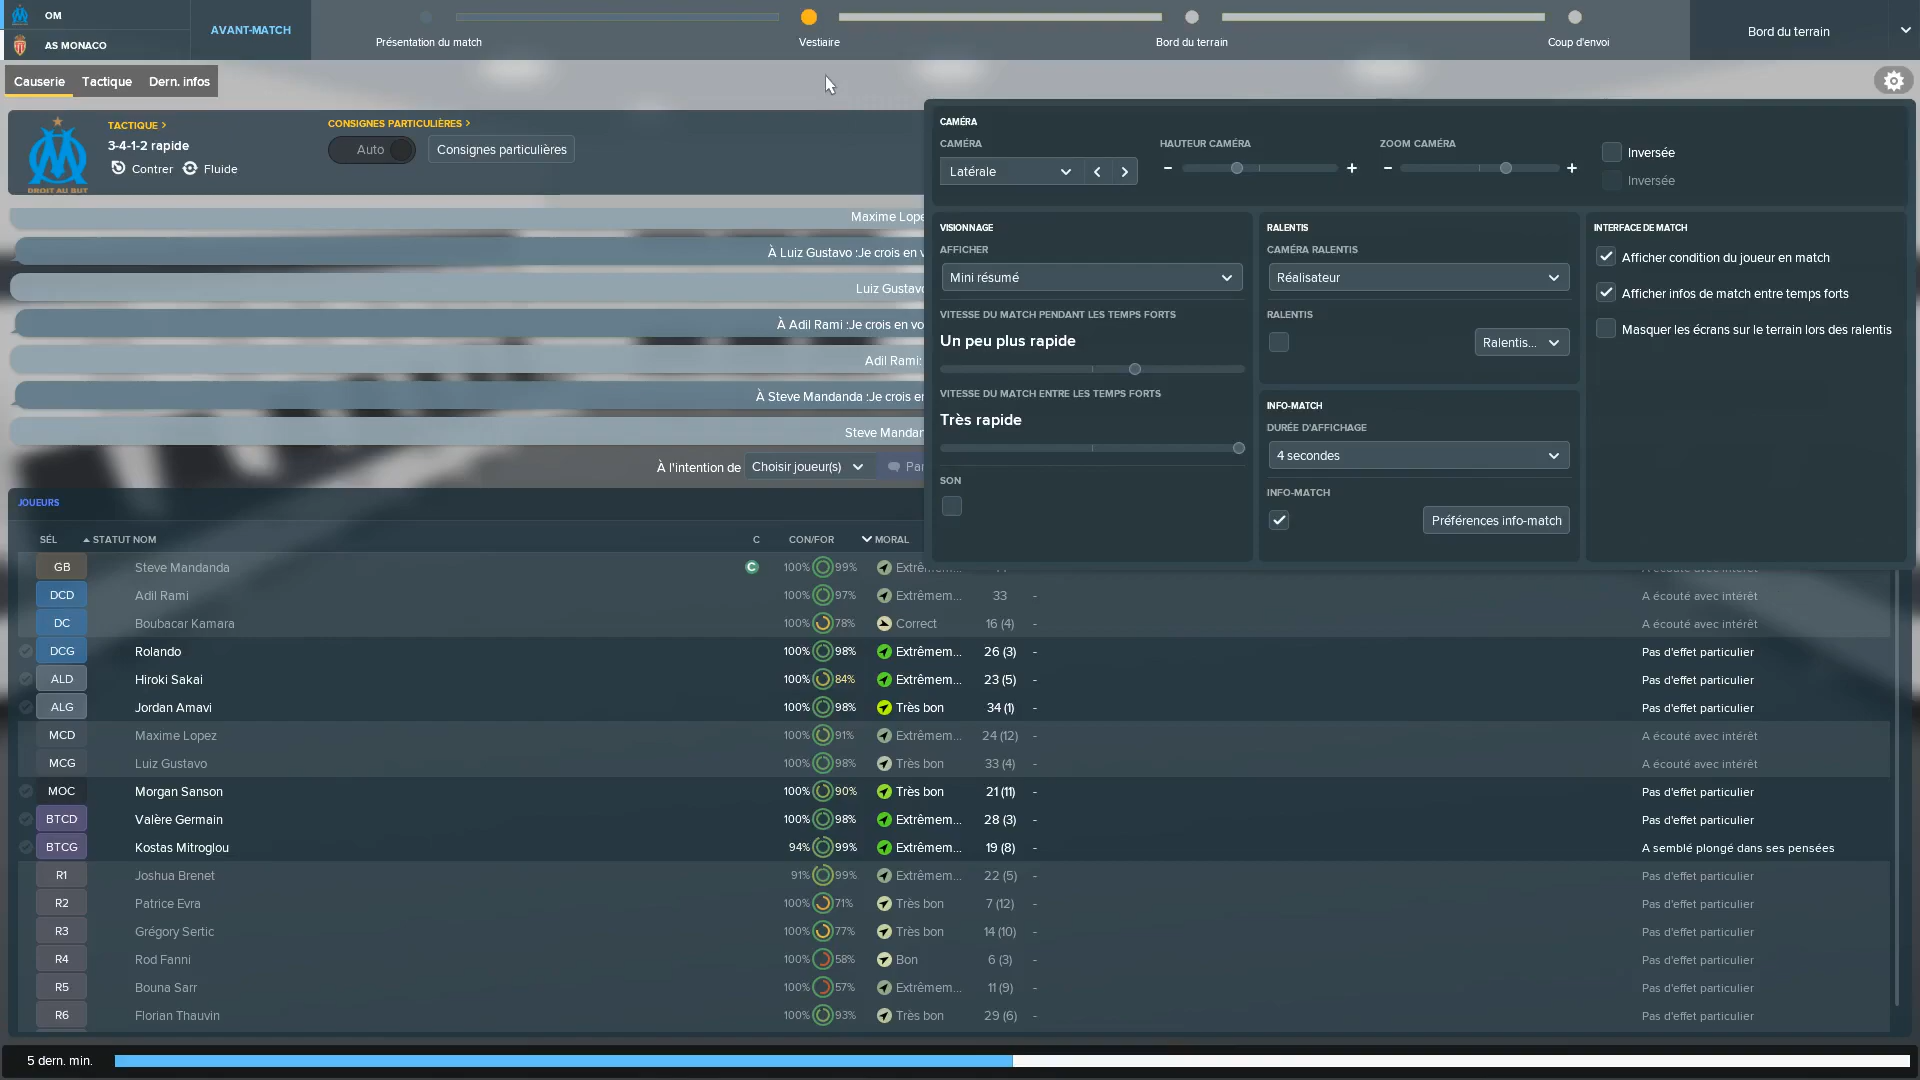 OM
AS MONACO
AVANT-MATCH
Présentation du match
Vestiaire
Bord du terrain
Coup d'envoi
Bord du terrain
Causerie Tactique Dern. infos
DROIT AU BUT
TACTIQUE >
3-4-1-2 rapide
Contrer Fluide
CONSIGNES PARTICULIÈRES >
Auto Consignes particulières
Maxime Lope
À Luiz Gustavo :Je crois en v
Luiz Gustavo
À Adil Rami :Je crois en vo
Adil Rami:
À Steve Mandanda :Je crois en
Steve Mandan
À l'intention de Choisir joueur(s) Par
CAMÉRA
CAMÉRA HAUTEUR CAMÉRA ZOOM CAMÉRA
Latérale
Inversée
Inversée
VISIONNAGE
AFFICHER
Mini résumé
VITESSE DU MATCH PENDANT LES TEMPS FORTS
Un peu plus rapide
VITESSE DU MATCH ENTRE LES TEMPS FORTS
Très rapide
SON
RALENTIS
CAMÉRA RALENTIS
Réalisateur
RALENTIS
Ralentis...
INFO-MATCH
DURÉE D'AFFICHAGE
4 secondes
INFO-MATCH
Préférences info-match
INTERFACE DE MATCH
Afficher condition du joueur en match
Afficher infos de match entre temps forts
Masquer les écrans sur le terrain lors des ralentis
JOUEURS
SÉL STATUT NOM C CON/FOR MORAL
GB Steve Mandanda C 100% 99% Extrêmem...
DCD Adil Rami 100% 97% Extrêmem... 33 - A écouté avec intérêt
DC Boubacar Kamara 100% 78% Correct 16 (4) - A écouté avec intérêt
DCG Rolando 100% 98% Extrêmem... 26 (3) - Pas d'effet particulier
ALD Hiroki Sakai 100% 84% Extrêmem... 23 (5) - Pas d'effet particulier
ALG Jordan Amavi 100% 98% Très bon 34 (1) - Pas d'effet particulier
MCD Maxime Lopez 100% 91% Extrêmem... 24 (12) - A écouté avec intérêt
MCG Luiz Gustavo 100% 98% Très bon 33 (4) - A écouté avec intérêt
MOC Morgan Sanson 100% 90% Très bon 21 (11) - Pas d'effet particulier
BTCD Valère Germain 100% 98% Extrêmem... 28 (3) - Pas d'effet particulier
BTCG Kostas Mitroglou 94% 99% Extrêmem... 19 (8) - A semblé plongé dans ses pensées
R1 Joshua Brenet 91% 99% Extrêmem... 22 (5) - Pas d'effet particulier
R2 Patrice Evra 100% 71% Très bon 7 (12) - Pas d'effet particulier
R3 Grégory Sertic 100% 77% Très bon 14 (10) - Pas d'effet particulier
R4 Rod Fanni 100% 58% Bon 6 (3) - Pas d'effet particulier
R5 Bouna Sarr 100% 57% Extrêmem... 11 (9) - Pas d'effet particulier
R6 Florian Thauvin 100% 93% Très bon 29 (6) - Pas d'effet particulier
5 dern. min.